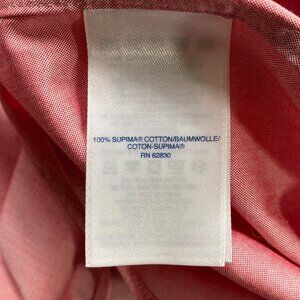 100% SUPIMA® COTTON/BAUMWOLLE/
COTON-SUPIMA®
RN 62830